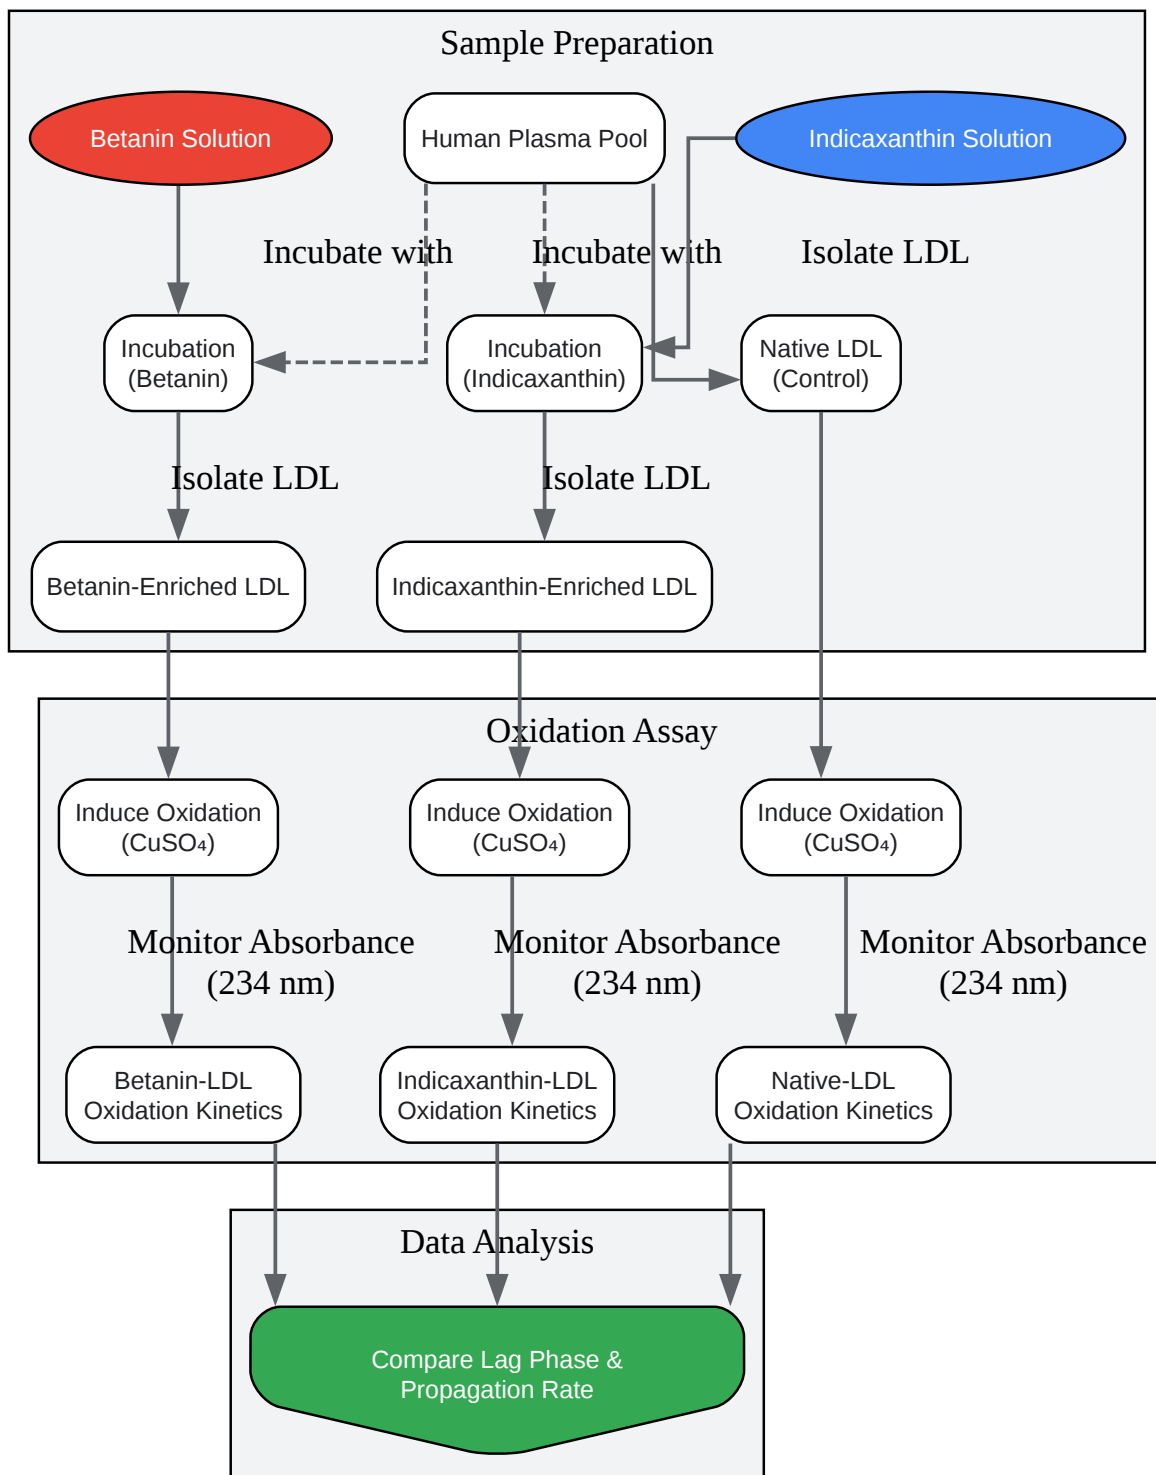 Sample Preparation
Betanin Solution
Human Plasma Pool
Indicaxanthin Solution
Incubate with
Incubate with
Isolate LDL
Incubation
(Betanin)
Incubation
(Indicaxanthin)
Native LDL
(Control)
Isolate LDL
Isolate LDL
Betanin-Enriched LDL
Indicaxanthin-Enriched LDL
Oxidation Assay
Induce Oxidation
(CuSO₄)
Induce Oxidation
(CuSO₄)
Induce Oxidation
(CuSO₄)
Monitor Absorbance
(234 nm)
Monitor Absorbance
(234 nm)
Monitor Absorbance
(234 nm)
Betanin-LDL
Oxidation Kinetics
Indicaxanthin-LDL
Oxidation Kinetics
Native-LDL
Oxidation Kinetics
Data Analysis
Compare Lag Phase &
Propagation Rate